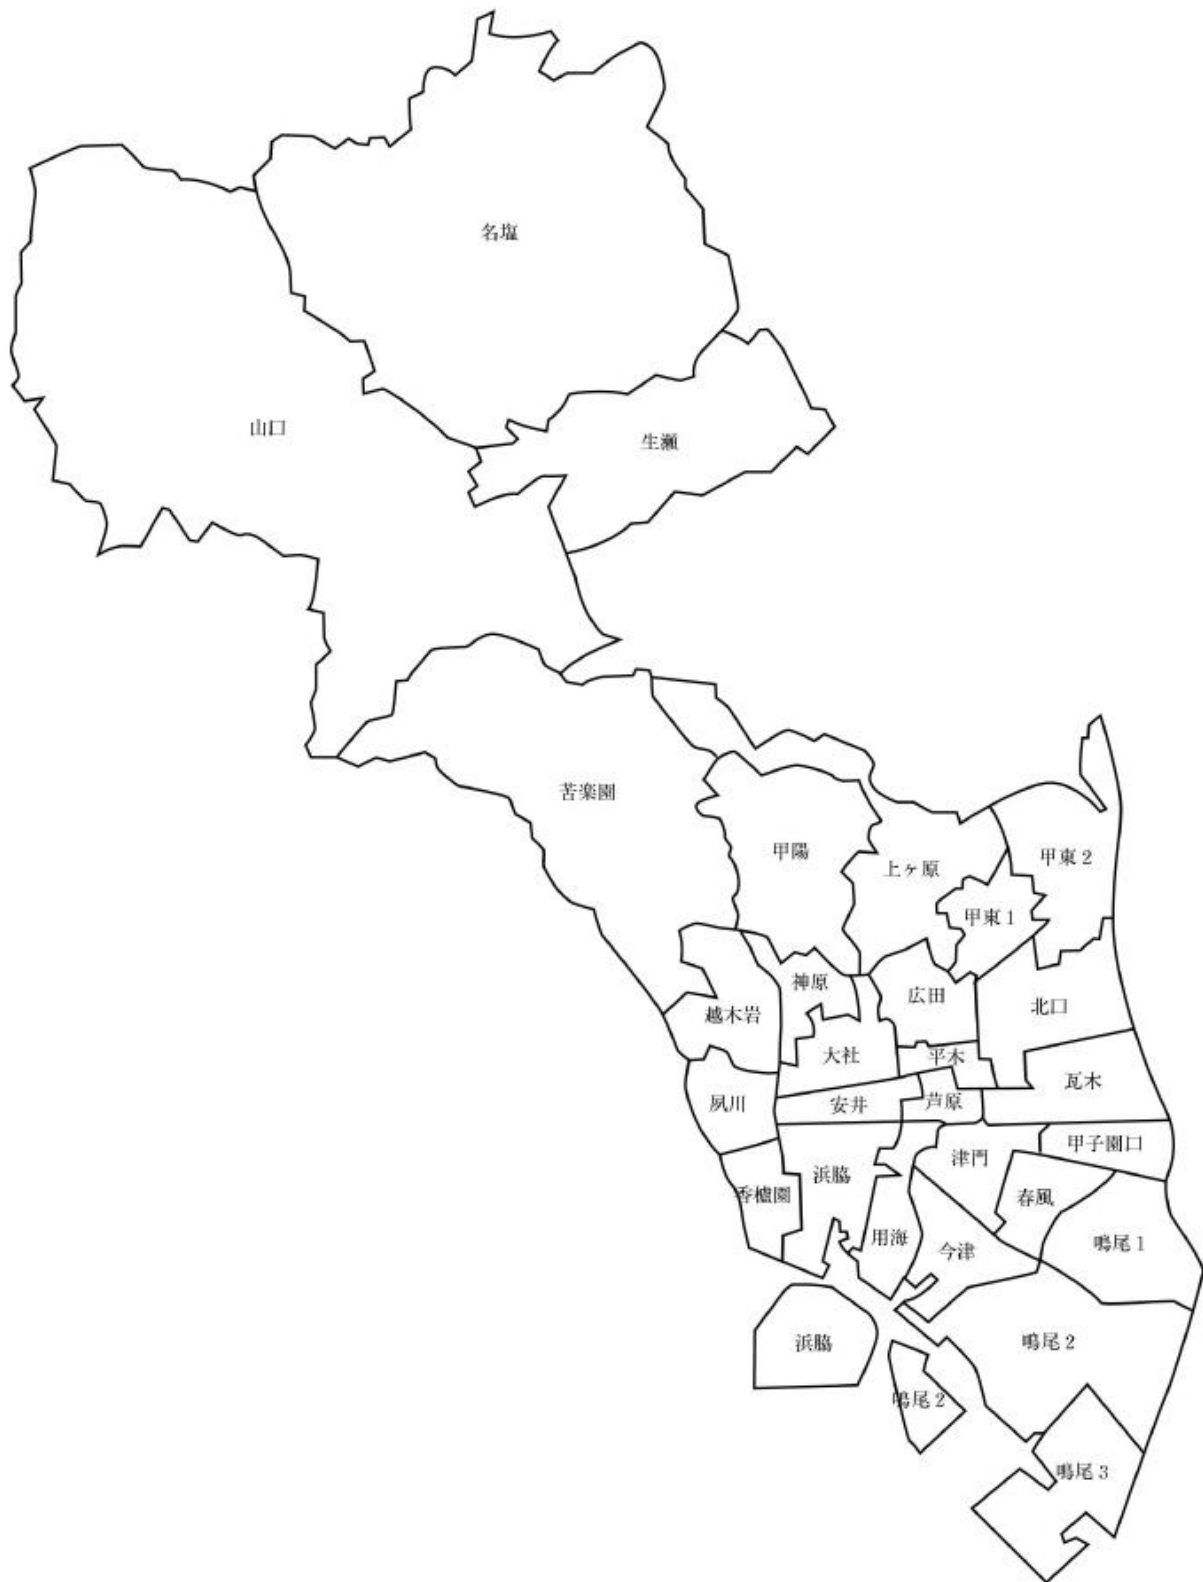 名塩
山口
生瀬
苦楽園
甲陽
上ヶ原
甲東2
甲東1
神原
広田
北口
越木岩
大社
平木
瓦木
夙川
安井
芦原
津門
甲子園口
浜脇
香櫨園
春風
用海
今津
鳴尾1
浜脇
鳴尾2
鳴尾2
鳴尾3